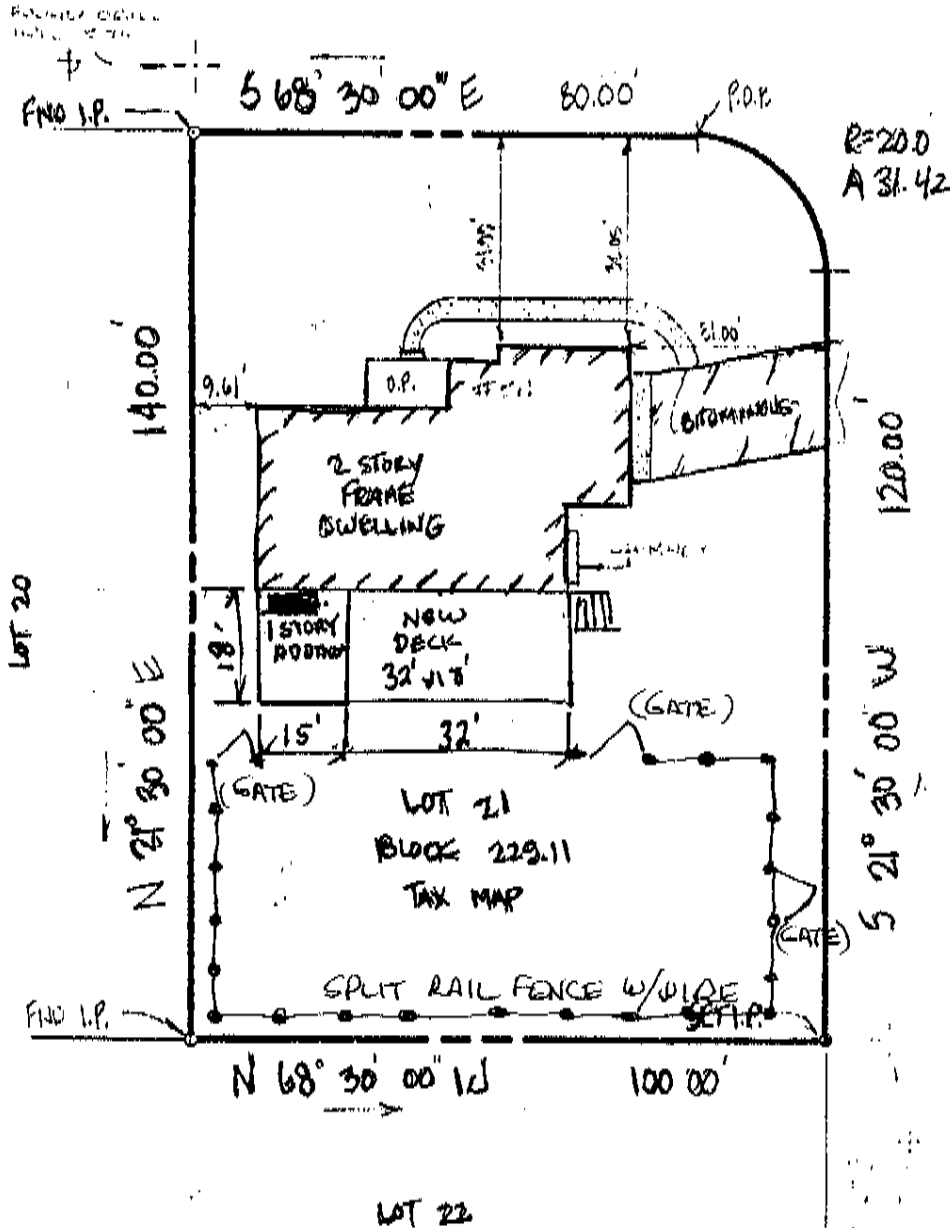 S 68° 30' 00" E
80.00'
FND I.P.
R=20.0
A 31.42
140.00'
9.61'
O.P.
31.00'
BITUMINOUS
120.00'
2 STORY
FRAME
DWELLING
LOT 20
18'
1 STORY
NEW
DECK
32' x 18'
N 21° 30' 00" E
15'
32'
(GATE)
(GATE)
S 21° 30' 00" W
LOT 21
BLOCK 229.11
TAX MAP
(GATE)
SPLIT RAIL FENCE W/WIRE
FND I.P.
SET I.P.
N 68° 30' 00" W
100.00'
LOT 22